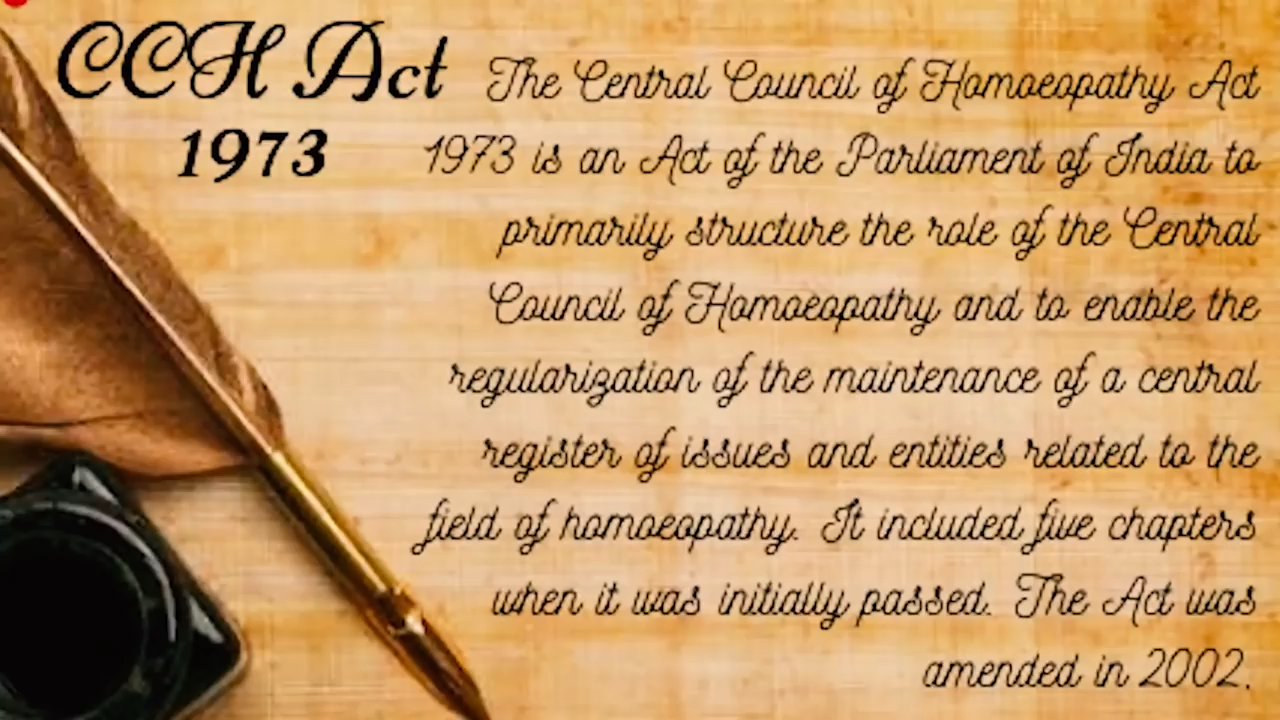 CCH Act
1973
The Central Council of Homoeopathy Act
1973 is an Act of the Parliament of India to
primarily structure the role of the Central
Council of Homoeopathy and to enable the
regularization of the maintenance of a central
register of issues and entities related to the
field of homoeopathy. It included five chapters
when it was initially passed. The Act was
amended in 2002.